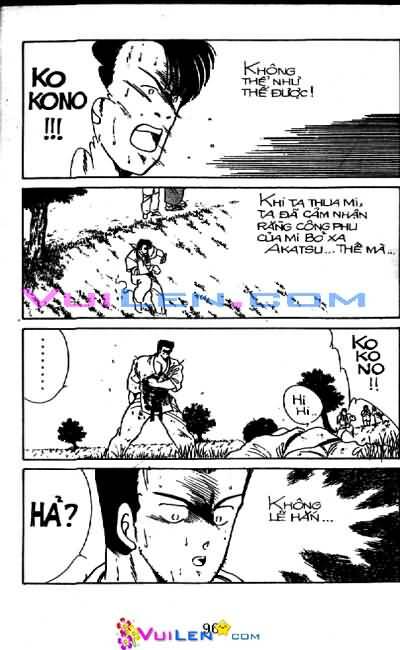 KO
KONO
!!!
KHÔNG
THỂ NHƯ
THẾ ĐƯỢC!
KHI TA THUA MI,
TA ĐÃ CẢM NHẬN
RẰNG CÔNG PHU
CỦA MI BỎ XA
AKATSU... THẾ MÀ...
VUILEN.COM
KO
KO
NO
!!
HI
HI..
HẢ?
KHÔNG
LẼ HẮN...
96
VUILEN.COM